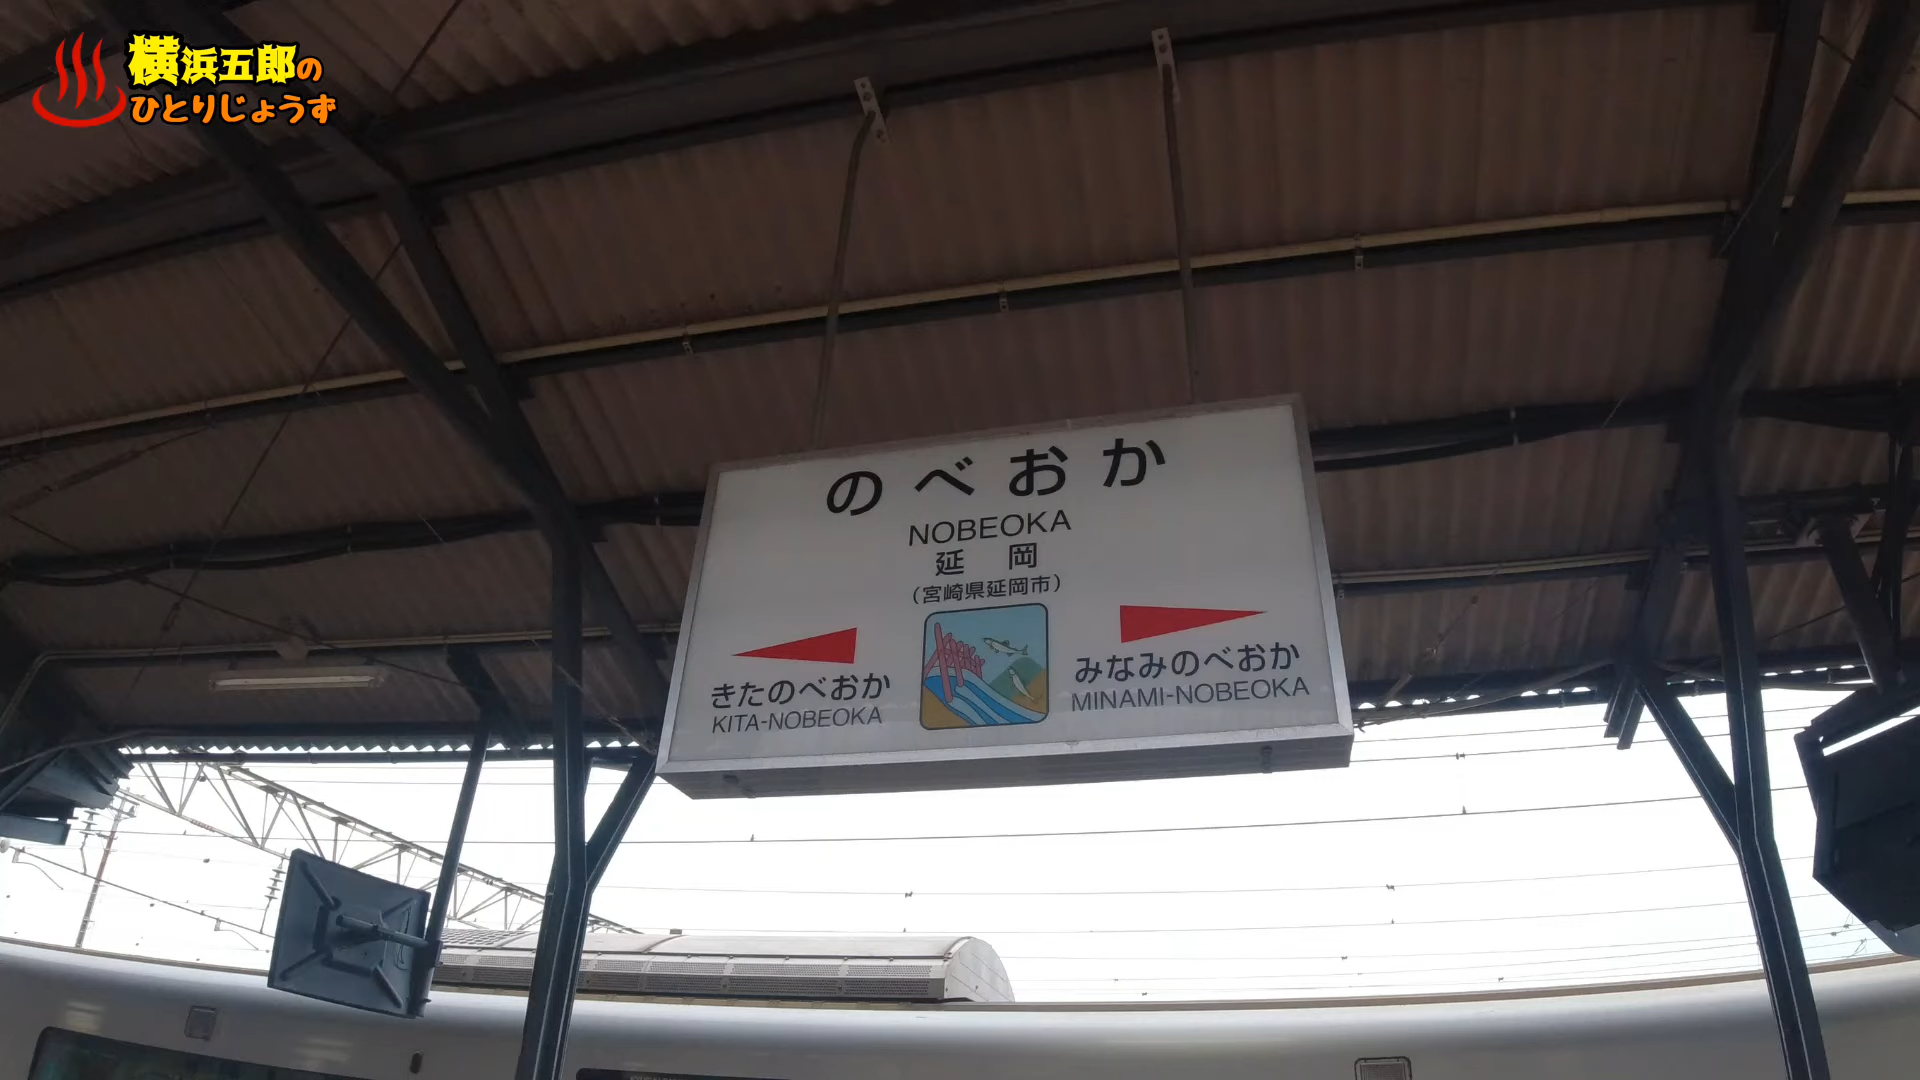 横浜五郎の
ひとりじょうず
のべおか
NOBEOKA
延岡
（宮崎県延岡市）
きたのべおか
KITA-NOBEOKA
みなみのべおか
MINAMI-NOBEOKA